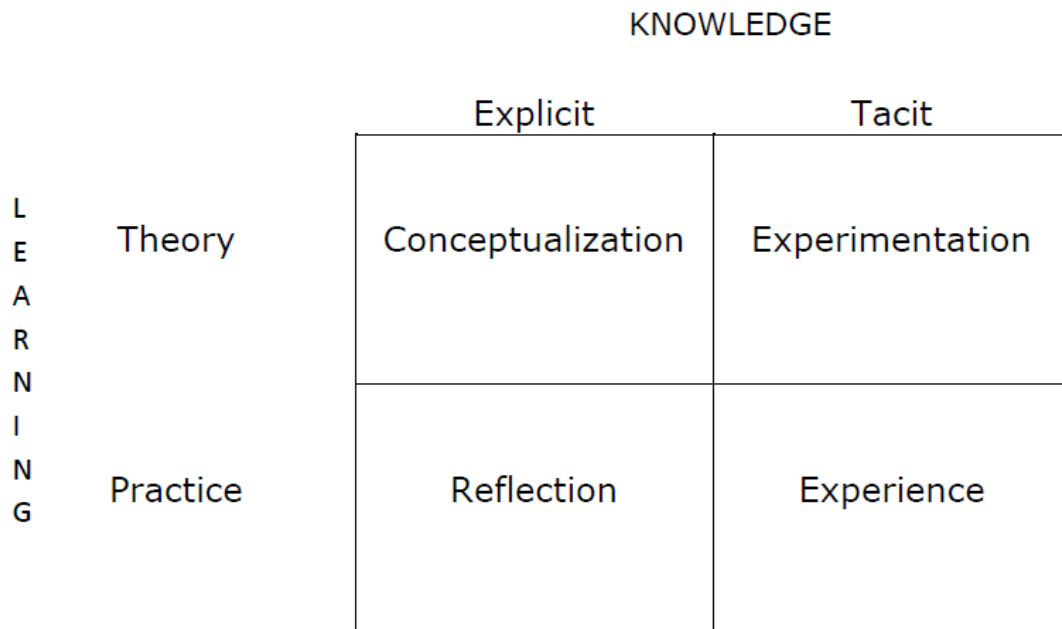 KNOWLEDGE
Explicit Tacit
L
E
A
R
N
I
N
G
Theory Conceptualization Experimentation
Practice Reflection Experience